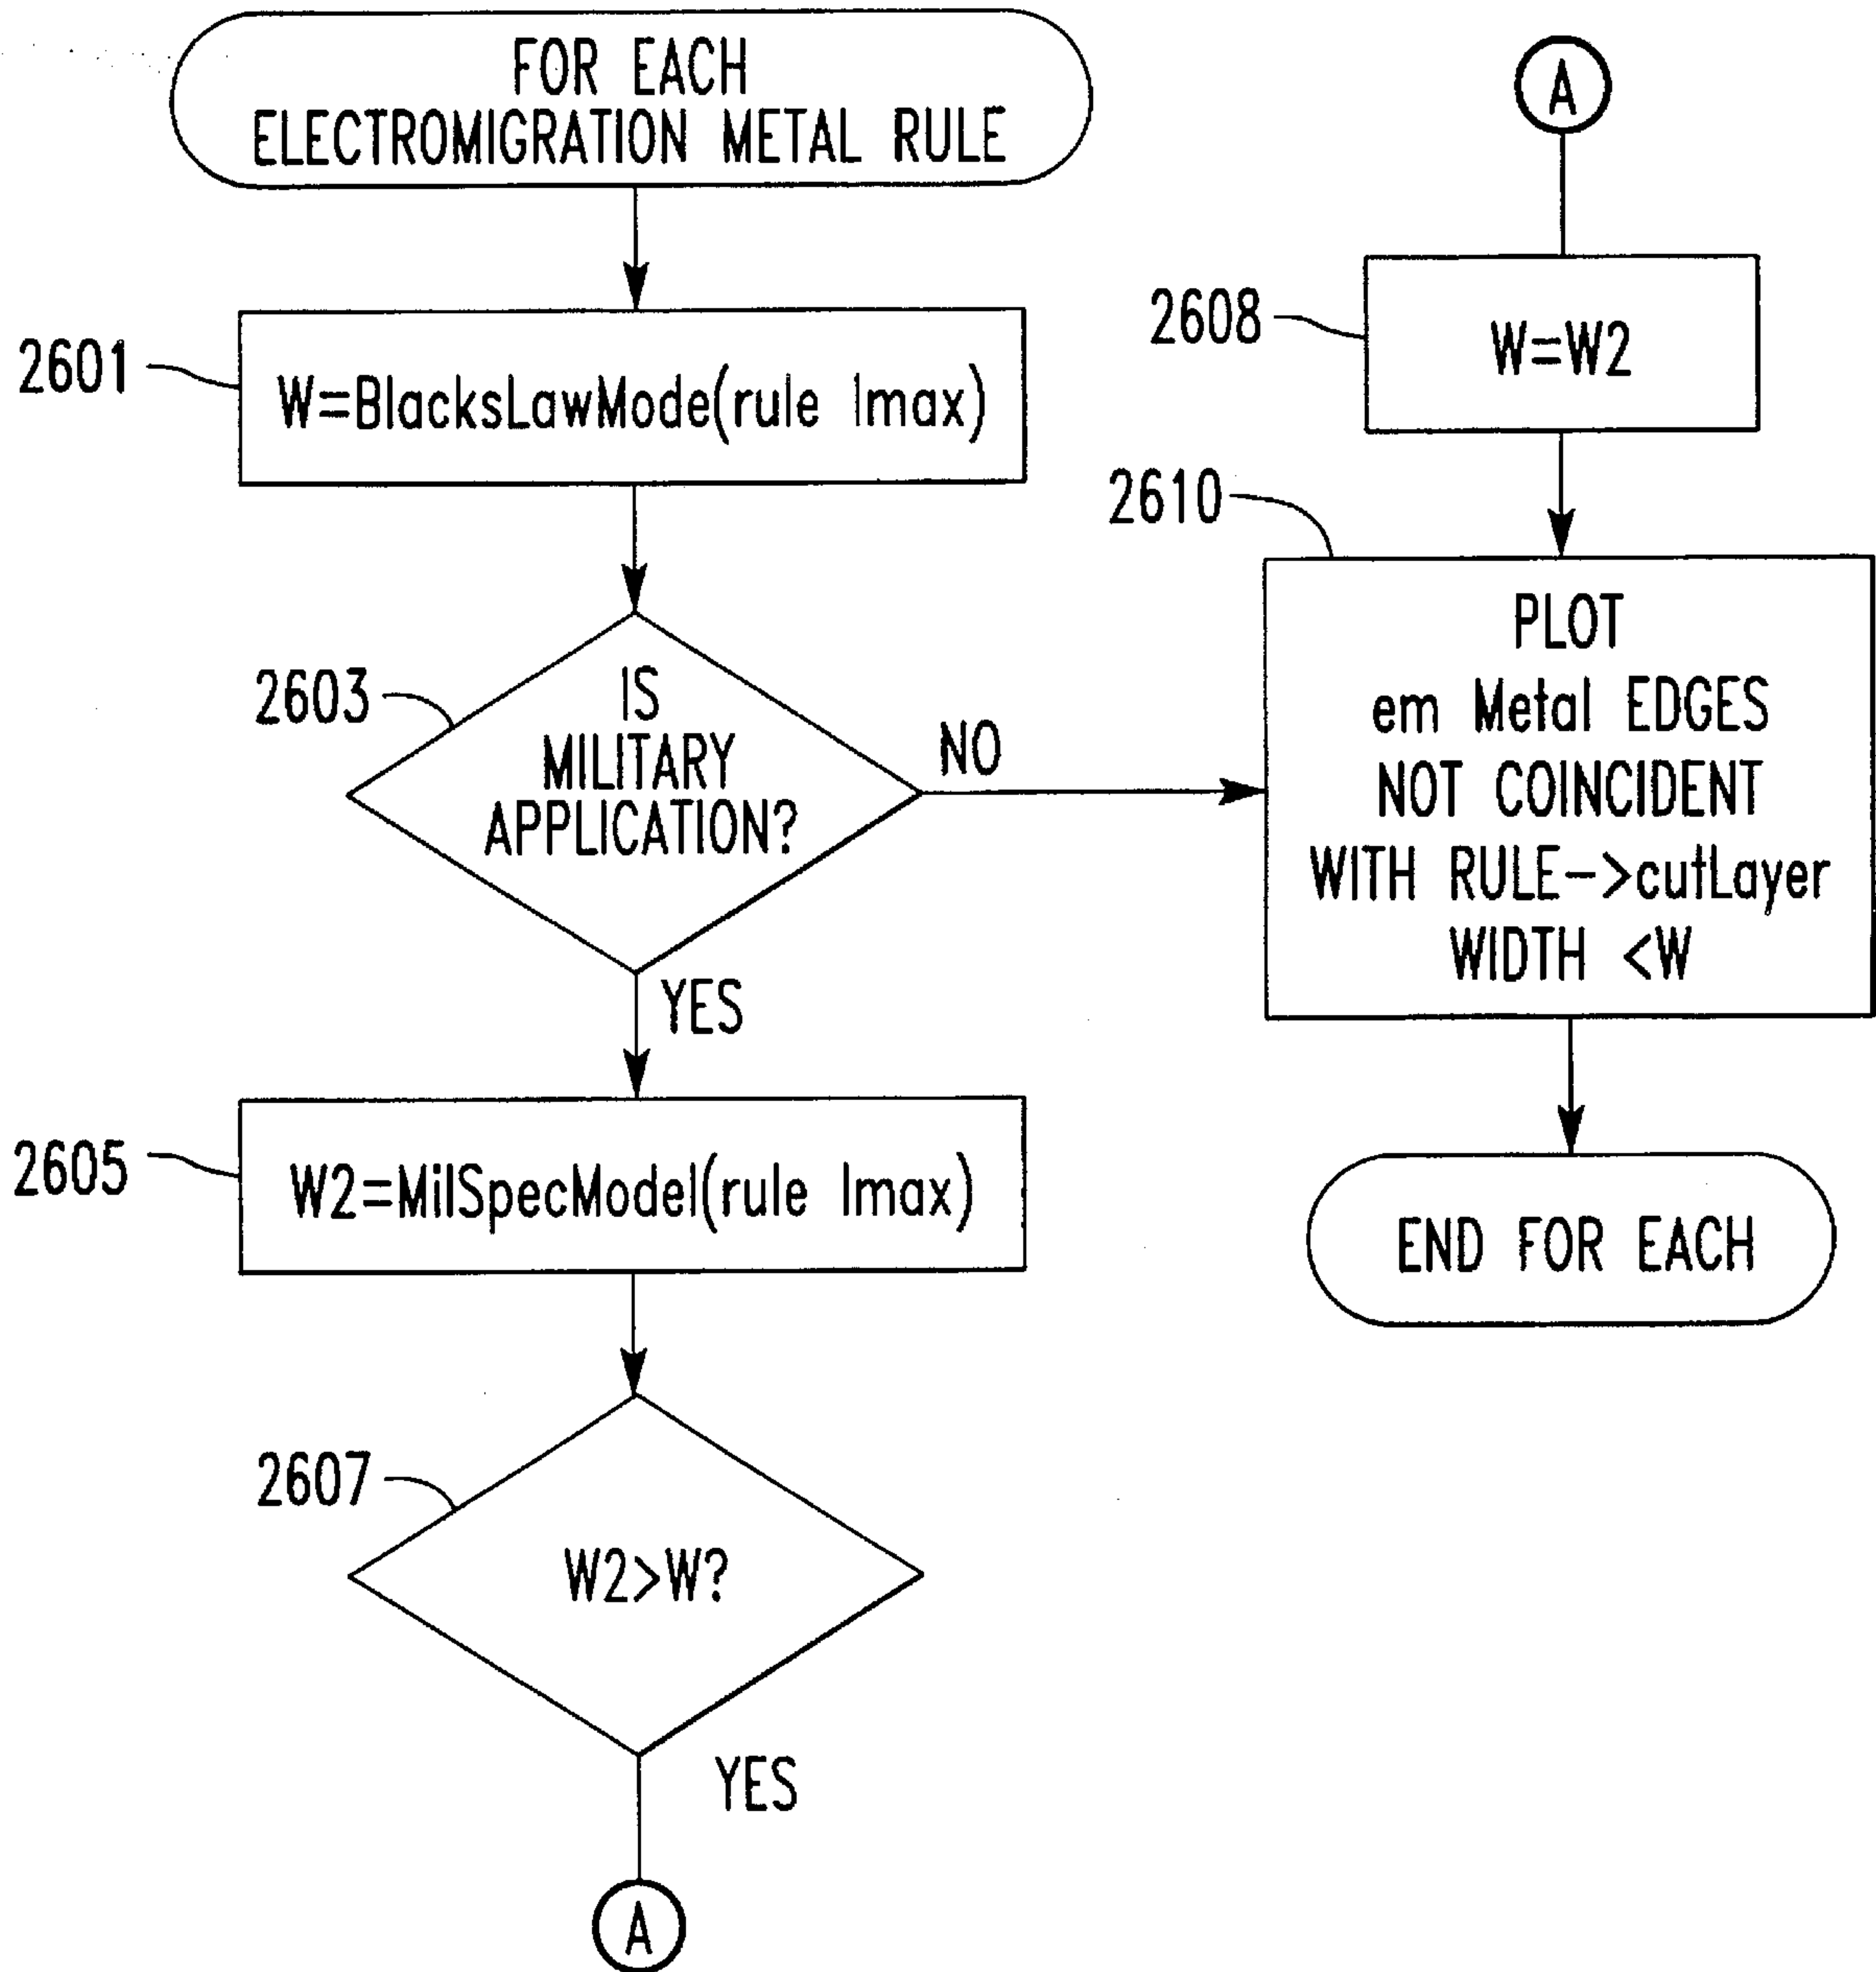 FOR EACH
ELECTROMIGRATION METAL RULE
2601
W=BlacksLawMode(rule Imax)
2603
IS
MILITARY
APPLICATION?
NO
YES
2605
W2=MilSpecModel(rule Imax)
2607
W2>W?
YES
A
A
2608
W=W2
2610
PLOT
em Metal EDGES
NOT COINCIDENT
WITH RULE->cutLayer
WIDTH <W
END FOR EACH